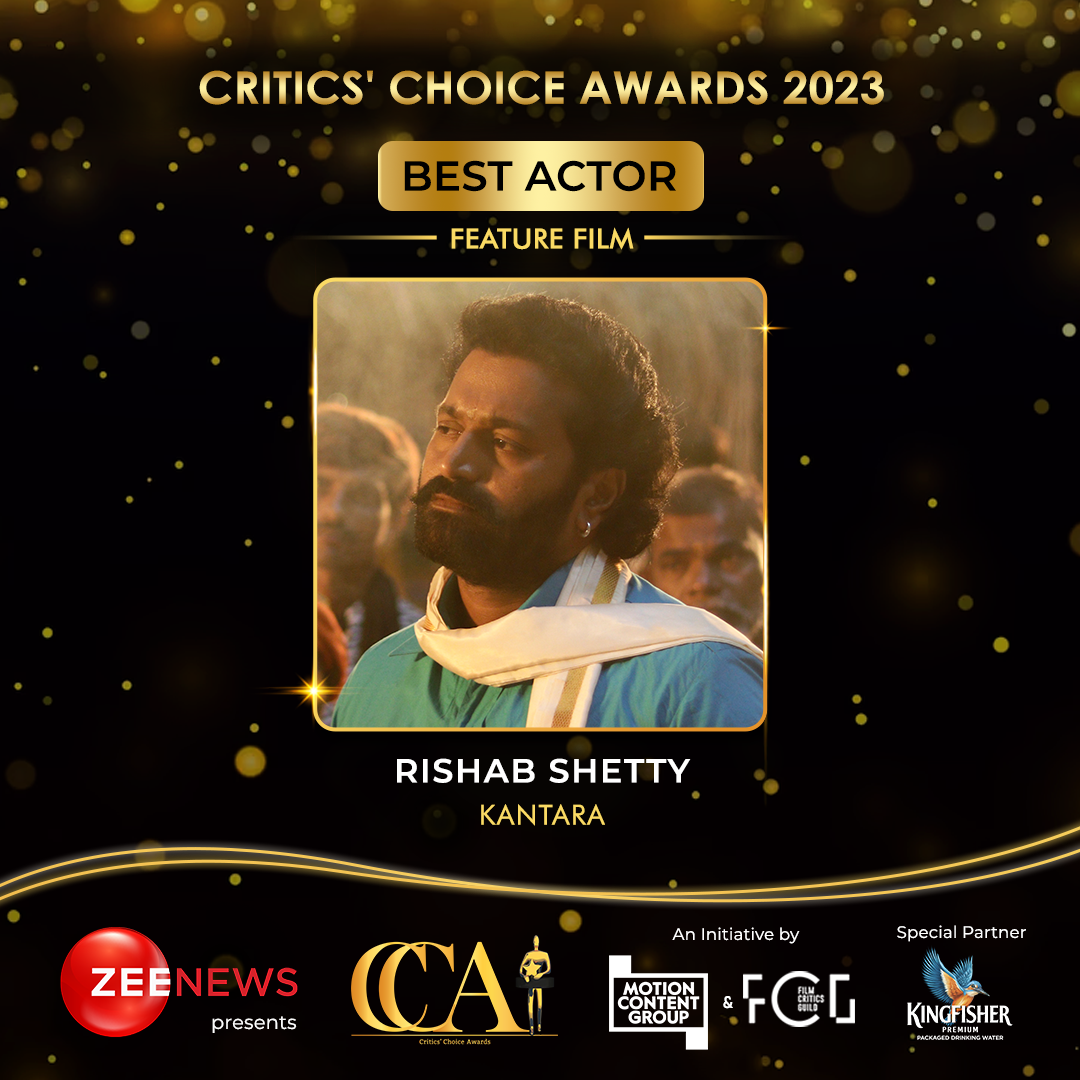 CRITICS' CHOICE AWARDS 2023
BEST ACTOR
FEATURE FILM
RISHAB SHETTY
KANTARA
ZEENEWS
presents
CCA
Critics' Choice Awards
An Initiative by
MOTION
CONTENT
GROUP
&
FCG
FILM
CRITICS
GUILD
Special Partner
KINGFISHER
PREMIUM
PACKAGED DRINKING WATER